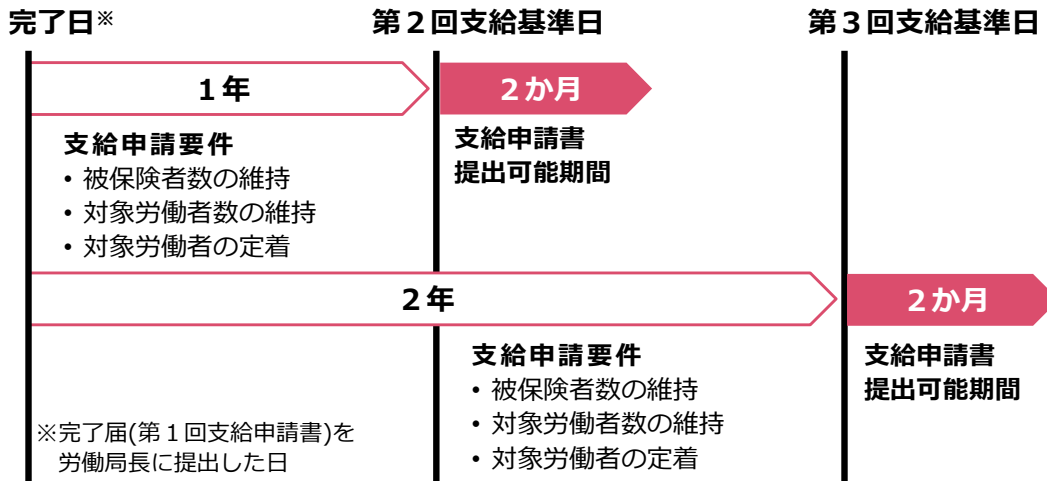 完了日※
第２回支給基準日
第３回支給基準日
１年
２か月
支給申請要件
• 被保険者数の維持
• 対象労働者数の維持
• 対象労働者の定着
支給申請書
提出可能期間
２年
２か月
支給申請要件
• 被保険者数の維持
• 対象労働者数の維持
• 対象労働者の定着
支給申請書
提出可能期間
※完了届(第１回支給申請書)を
労働局長に提出した日